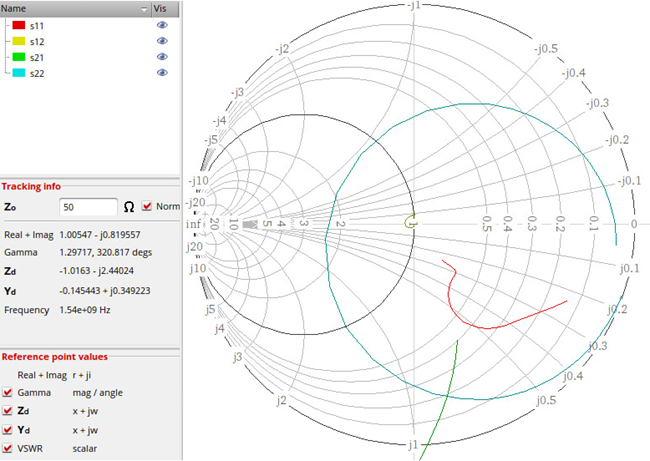 Name Vis
s11
s12
s21
s22
Tracking info
Zo 50 Ω Norm
Real + Imag 1.00547 - j0.819557
Gamma 1.29717, 320.817 degs
Zd -1.0163 - j2.44024
Yd -0.145443 + j0.349223
Frequency 1.54e+09 Hz
Reference point values
Real + Imag r + ji
Gamma mag / angle
Zd x + jw
Yd x + jw
VSWR scalar
-j1
-j2
-j0.5
-j0.4
-j3
-j0.3
-j4
-j5
-j0.2
-j10
-j0.1
-j20
inf 20 10 5 4 3 2 1 0.5 0.4 0.3 0.2 0.1 0
j20
j10
j0.1
j5
j0.2
j4
j3
j0.3
j0.4
j2
j0.5
j1